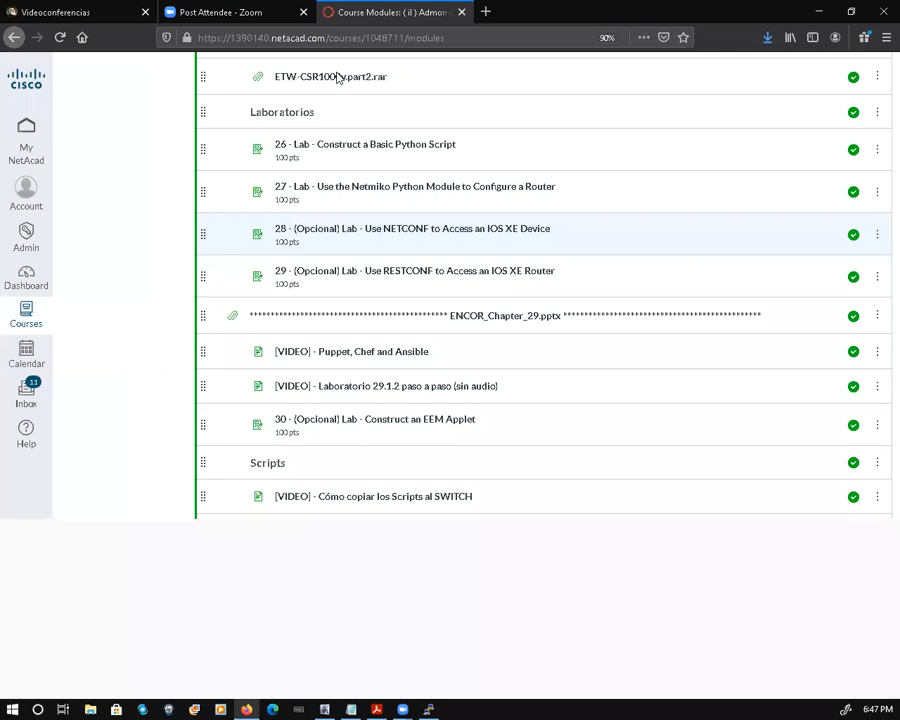 Videoconferencias
Post Attendee - Zoom
Course Modules: ( il ) Admon
https://1390140.netacad.com/courses/1048711/modules
90%
CISCO
My
NetAcad
Account
Admin
Dashboard
Courses
Calendar
11
Inbox
Help
Laboratorios
26 - Lab - Construct a Basic Python Script
100 pts
27 - Lab - Use the Netmiko Python Module to Configure a Router
100 pts
28 - (Opcional) Lab - Use NETCONF to Access an IOS XE Device
100 pts
29 - (Opcional) Lab - Use RESTCONF to Access an IOS XE Router
100 pts
*********************************************** ENCOR_Chapter_29.pptx ***********************************************
[VIDEO] - Puppet, Chef and Ansible
[VIDEO] - Laboratorio 29.1.2 paso a paso (sin audio)
30 - (Opcional) Lab - Construct an EEM Applet
100 pts
Scripts
[VIDEO] - Cómo copiar los Scripts al SWITCH
6:47 PM